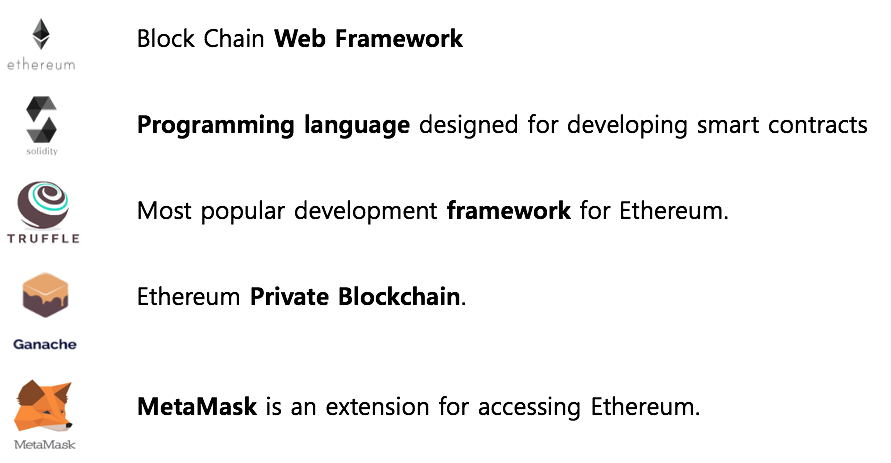 ethereum
Block Chain Web Framework
solidity
Programming language designed for developing smart contracts
TRUFFLE
Most popular development framework for Ethereum.
Ganache
Ethereum Private Blockchain.
MetaMask
MetaMask is an extension for accessing Ethereum.